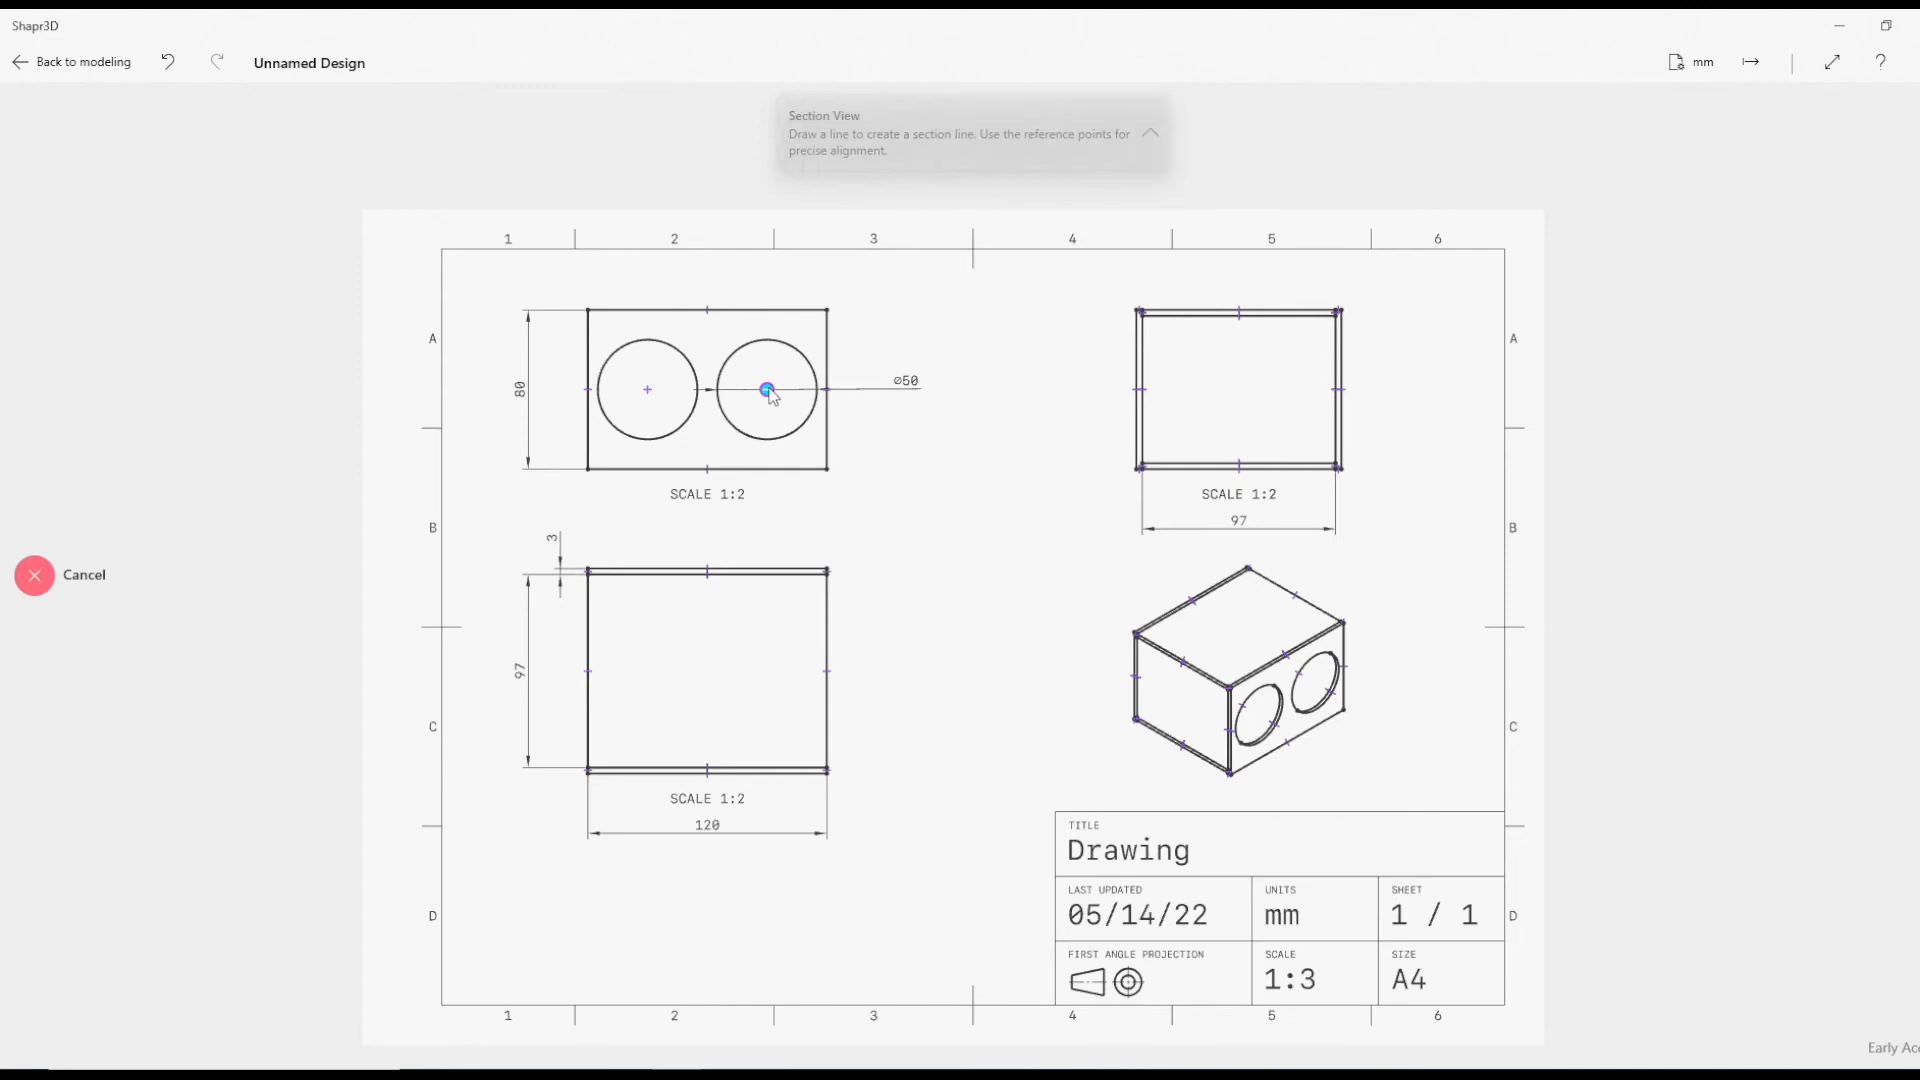 Shapr3D
Back to modeling
Unnamed Design
mm
?
Section View
Draw a line to create a section line. Use the reference points for
precise alignment.
1 2 3 4 5 6
A A
80
⌀50
SCALE 1:2
SCALE 1:2
97
B B
3
Cancel
97
C C
SCALE 1:2
120
TITLE
Drawing
LAST UPDATED UNITS SHEET
05/14/22 mm 1 / 1
D D
FIRST ANGLE PROJECTION SCALE SIZE
1:3 A4
1 2 3 4 5 6
Early Acc